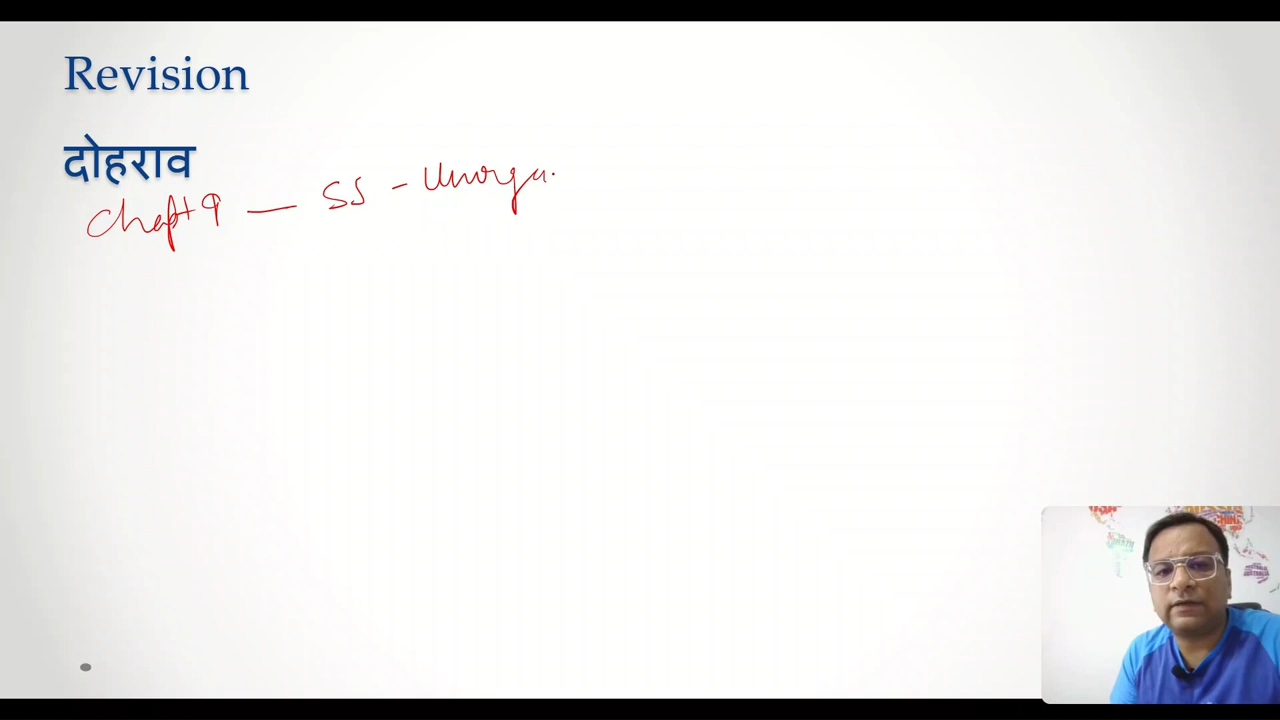 Revision
दोहराव
Chapt 9 — SS - Unorga.